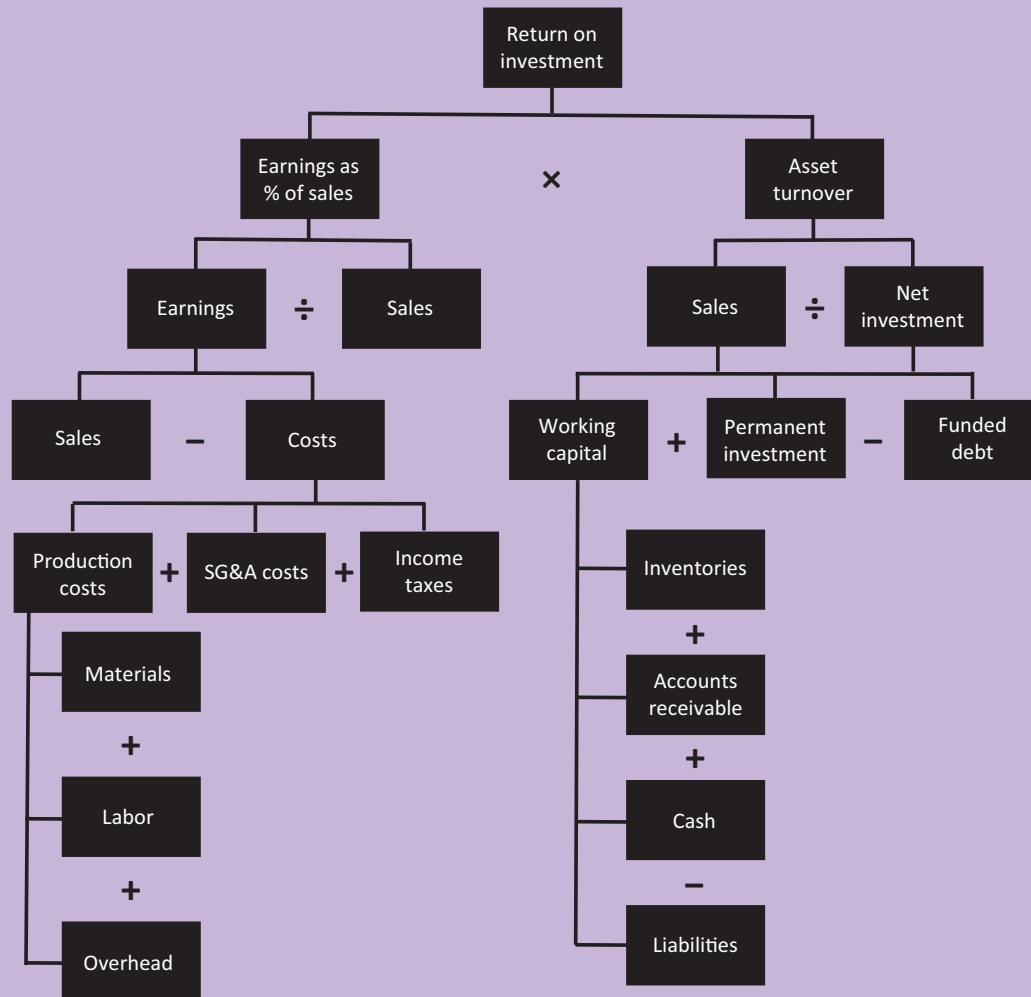 Return on
investment
Earnings as
% of sales
×
Asset
turnover
Earnings
÷
Sales
Sales
÷
Net
investment
Sales
−
Costs
Working
capital
+
Permanent
investment
−
Funded
debt
Production
costs
+
SG&A costs
+
Income
taxes
Materials
+
Labor
+
Overhead
Inventories
+
Accounts
receivable
+
Cash
−
Liabilities